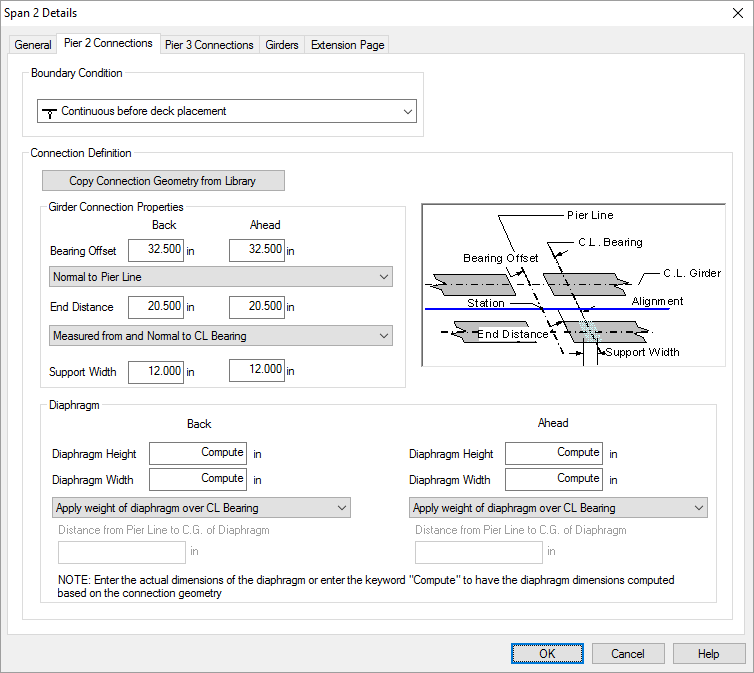 Span 2 Details
General Pier 2 Connections Pier 3 Connections Girders Extension Page
Boundary Condition
Continuous before deck placement
Connection Definition
Copy Connection Geometry from Library
Girder Connection Properties
Back Ahead
Bearing Offset 32.500 in 32.500 in
Normal to Pier Line
End Distance 20.500 in 20.500 in
Measured from and Normal to CL Bearing
Support Width 12.000 in 12.000 in
Pier Line
C.L. Bearing
Bearing Offset
C.L. Girder
Station
Alignment
End Distance
Support Width
Diaphragm
Back Ahead
Diaphragm Height Compute in Diaphragm Height Compute in
Diaphragm Width Compute in Diaphragm Width Compute in
Apply weight of diaphragm over CL Bearing Apply weight of diaphragm over CL Bearing
Distance from Pier Line to C.G. of Diaphragm Distance from Pier Line to C.G. of Diaphragm
in in
NOTE: Enter the actual dimensions of the diaphragm or enter the keyword "Compute" to have the diaphragm dimensions computed
based on the connection geometry
OK Cancel Help